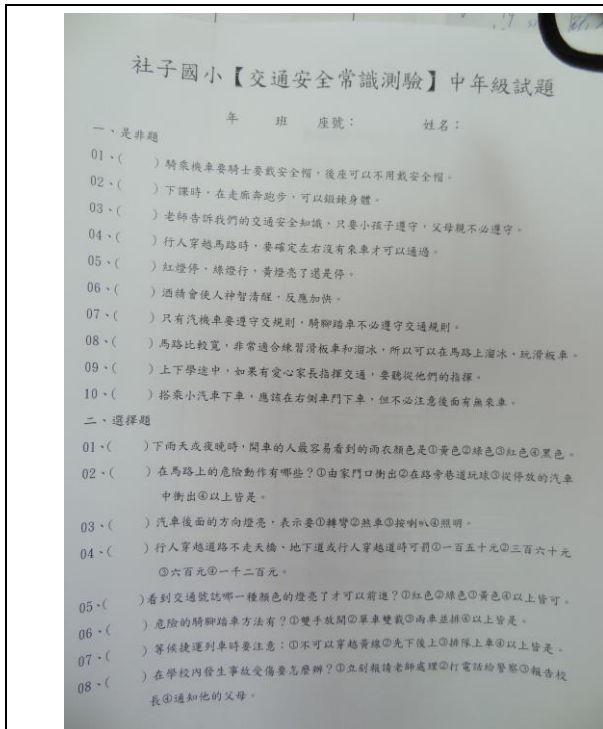 社子國小【交通安全常識測驗】中年級試題
年 班 座號: 姓名:
一、是非題
01、( )騎乘機車要騎士要戴安全帽,後座可以不用戴安全帽。
02、( )下課時,在走廊奔跑步,可以鍛鍊身體。
03、( )老師告訴我們的交通安全知識,只要小孩子遵守,父母親不必遵守。
04、( )行人穿越馬路時,要確定左右沒有來車才可以通過。
05、( )紅燈停,綠燈行,黃燈亮了還是停。
06、( )酒精會使人神智清醒,反應加快。
07、( )只有汽機車要遵守交規則,騎腳踏車不必遵守交通規則。
08、( )馬路比較寬,非常適合練習滑板車和溜冰,所以可以在馬路上溜冰、玩滑板車。
09、( )上下學途中,如果有愛心家長指揮交通,要聽從他們的指揮。
10、( )搭乘小汽車下車,應該在右側車門下車,但不必注意後面有無來車。
二、選擇題
01、( )下雨天或夜晚時,開車的人最容易看到的雨衣顏色是①黃色②綠色③紅色④黑色。
02、( )在馬路上的危險動作有哪些?①由家門口衝出②在路旁巷道玩球③從停放的汽車
中衝出④以上皆是。
03、( )汽車後面的方向燈亮,表示要①轉彎②煞車③按喇叭④照明。
04、( )行人穿越道路不走天橋、地下道或行人穿越道時可罰①一百五十元②三百六十元
③六百元④一千二百元。
05、( )看到交通號誌哪一種顏色的燈亮了才可以前進?①紅色②綠色③黃色④以上皆可。
06、( )危險的騎腳踏車方法有?①雙手放開②單車雙載③兩車並排④以上皆是。
07、( )等候捷運列車時要注意:①不可以穿越黃線②先下後上③排隊上車④以上皆是。
08、( )在學校內發生事故受傷要怎麼辦?①立刻報請老師處理②打電話給警察③報告校
長④通知他的父母。